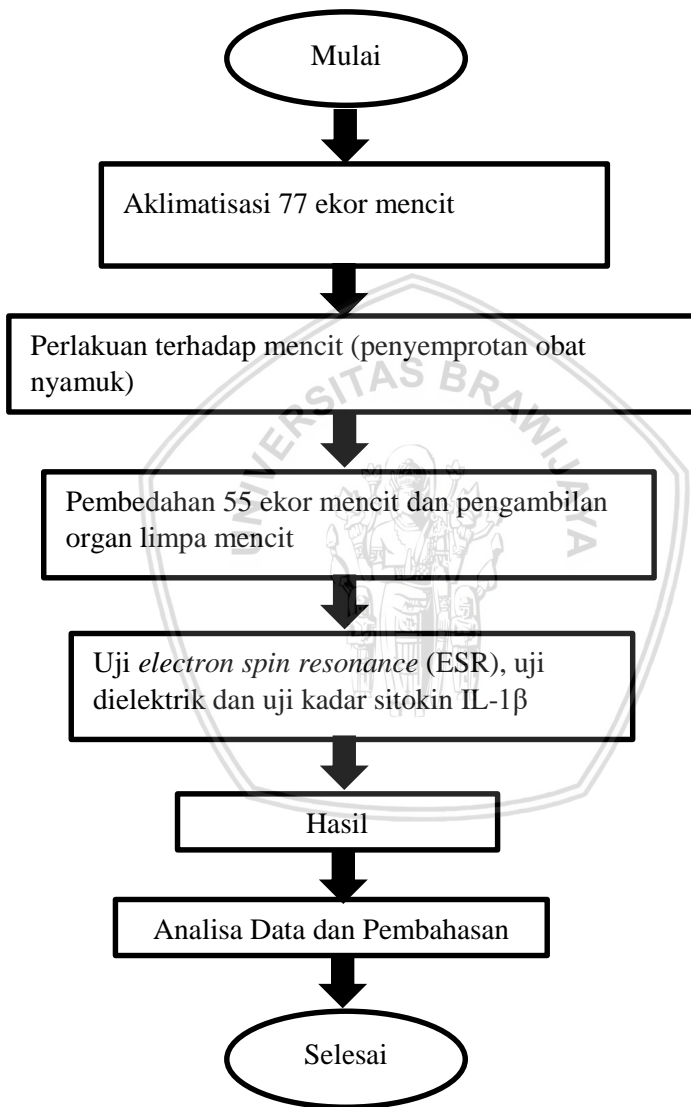 Mulai
Aklimatisasi 77 ekor mencit
Perlakuan terhadap mencit (penyemprotan obat
nyamuk)
UNIVERSITAS BRAWIJAYA
Pembedahan 55 ekor mencit dan pengambilan
organ limpa mencit
Uji electron spin resonance (ESR), uji
dielektrik dan uji kadar sitokin IL-1β
Hasil
Analisa Data dan Pembahasan
Selesai